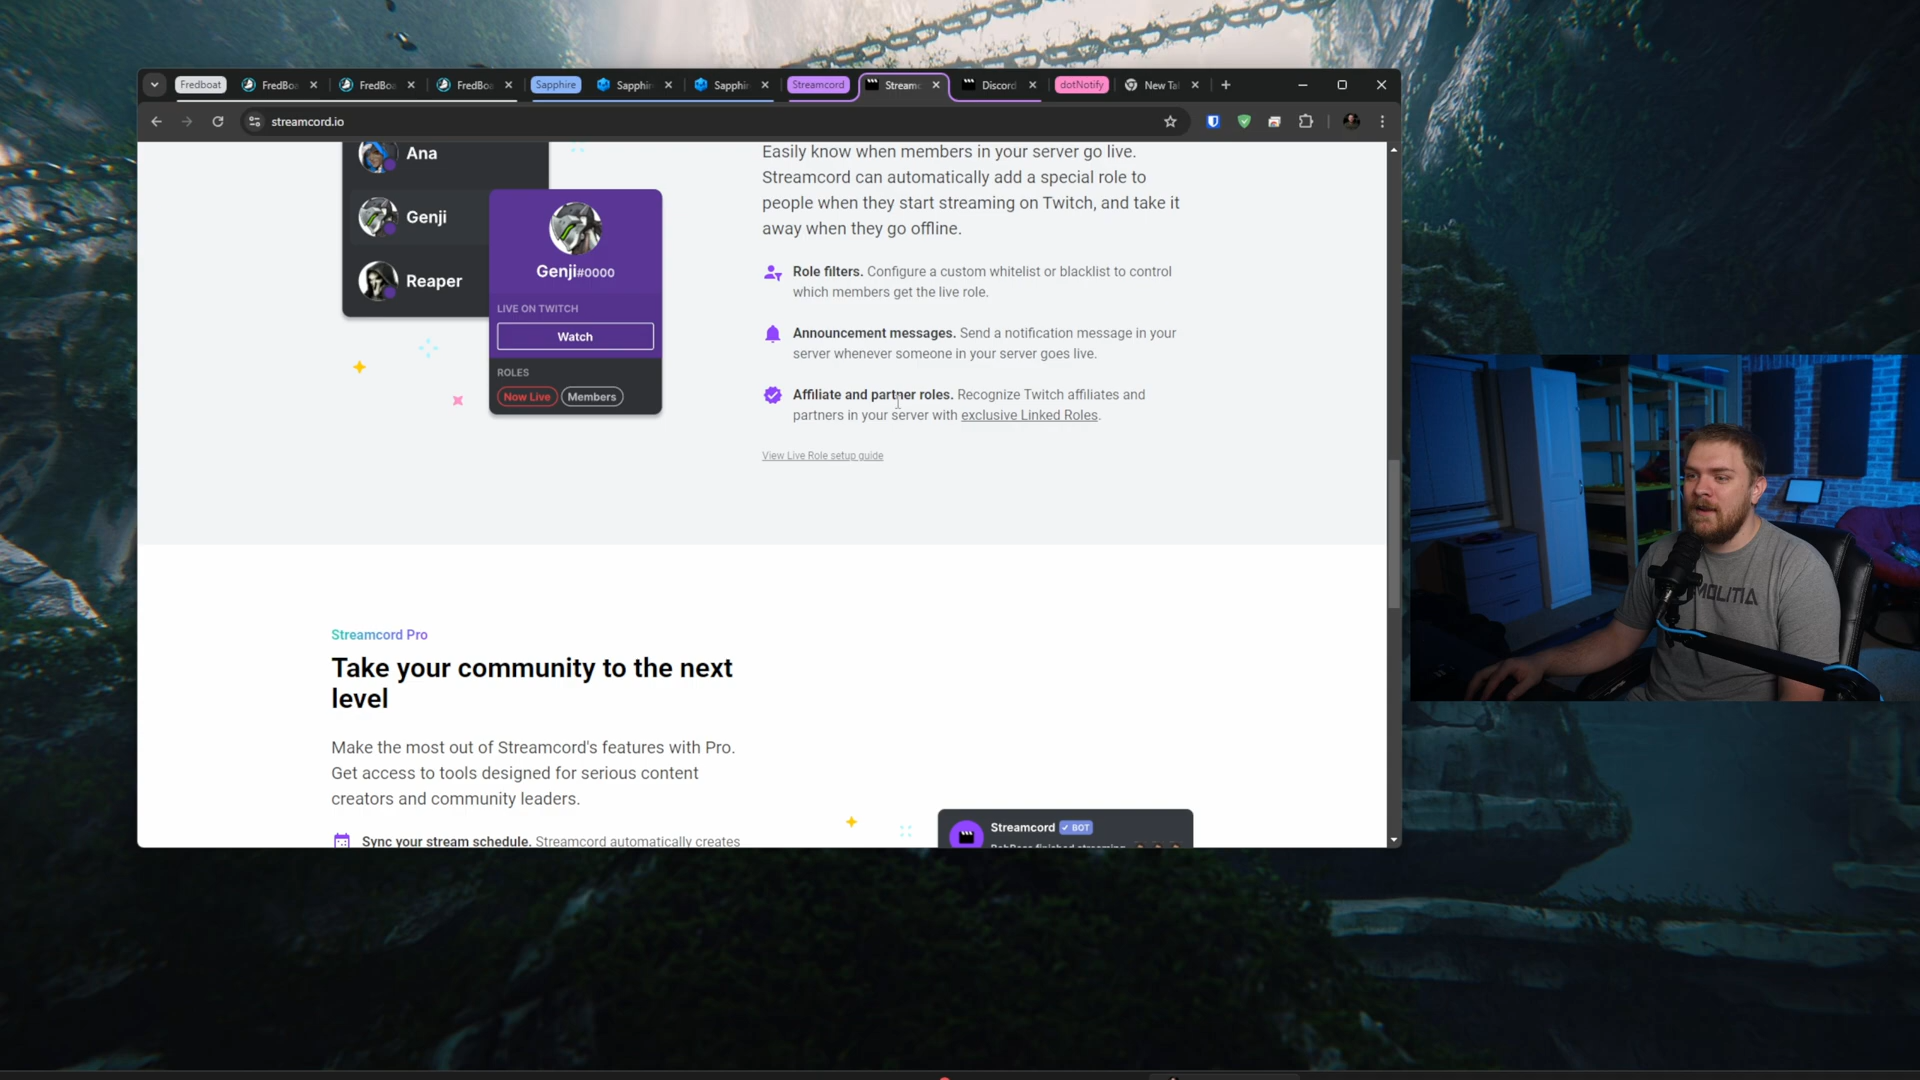 Fredboat
FredBoa
FredBoa
FredBoa
Sapphire
Sapphir
Sapphir
Streamcord
Streamc
Discord
dotNotify
New Tal
streamcord.io
Ana
Genji
Reaper
Genji#0000
LIVE ON TWITCH
Watch
ROLES
Now Live
Members
Easily know when members in your server go live.
Streamcord can automatically add a special role to
people when they start streaming on Twitch, and take it
away when they go offline.
Role filters. Configure a custom whitelist or blacklist to control
which members get the live role.
Announcement messages. Send a notification message in your
server whenever someone in your server goes live.
Affiliate and partner roles. Recognize Twitch affiliates and
partners in your server with exclusive Linked Roles.
View Live Role setup guide
Streamcord Pro
Take your community to the next
level
Make the most out of Streamcord's features with Pro.
Get access to tools designed for serious content
creators and community leaders.
Sync your stream schedule. Streamcord automatically creates
Streamcord ✓ BOT
finished streaming
MOLITIA